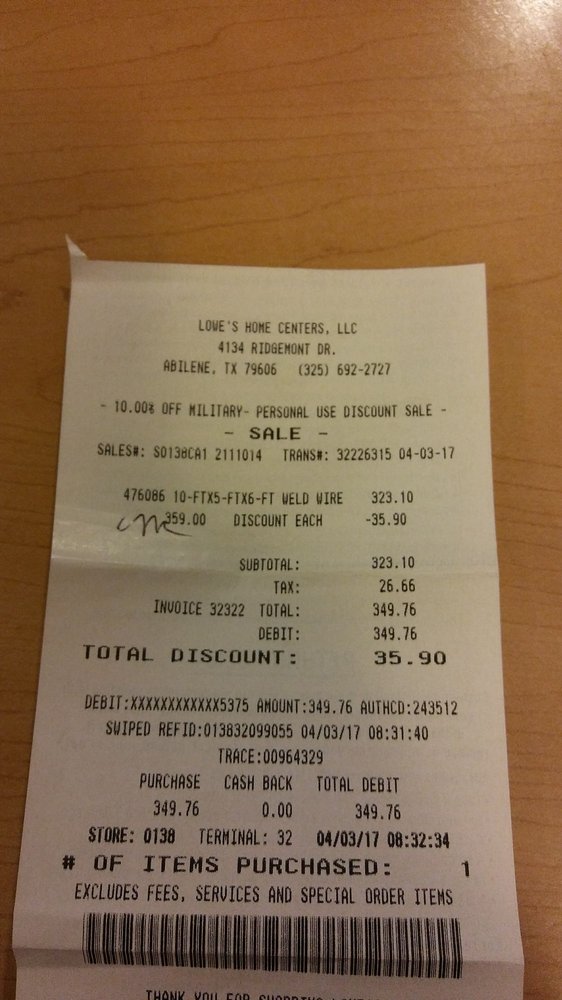 LOWE'S HOME CENTERS, LLC
4134 RIDGEMONT DR.
ABILENE, TX 79606 (325) 692-2727
- 10.00% OFF MILITARY- PERSONAL USE DISCOUNT SALE -
- SALE -
SALES#: S0138CA1 2111014 TRANS#: 32226315 04-03-17
476086 10-FTX5-FTX6-FT WELD WIRE 323.10
359.00 DISCOUNT EACH -35.90
SUBTOTAL: 323.10
TAX: 26.66
INVOICE 32322 TOTAL: 349.76
DEBIT: 349.76
TOTAL DISCOUNT: 35.90
DEBIT:XXXXXXXXXXXX5375 AMOUNT:349.76 AUTHCD:243512
SWIPED REFID:013832099055 04/03/17 08:31:40
TRACE:00964329
PURCHASE CASH BACK TOTAL DEBIT
349.76 0.00 349.76
STORE: 0138 TERMINAL: 32 04/03/17 08:32:34
# OF ITEMS PURCHASED: 1
EXCLUDES FEES, SERVICES AND SPECIAL ORDER ITEMS
THANK YOU FOR SHOPPING